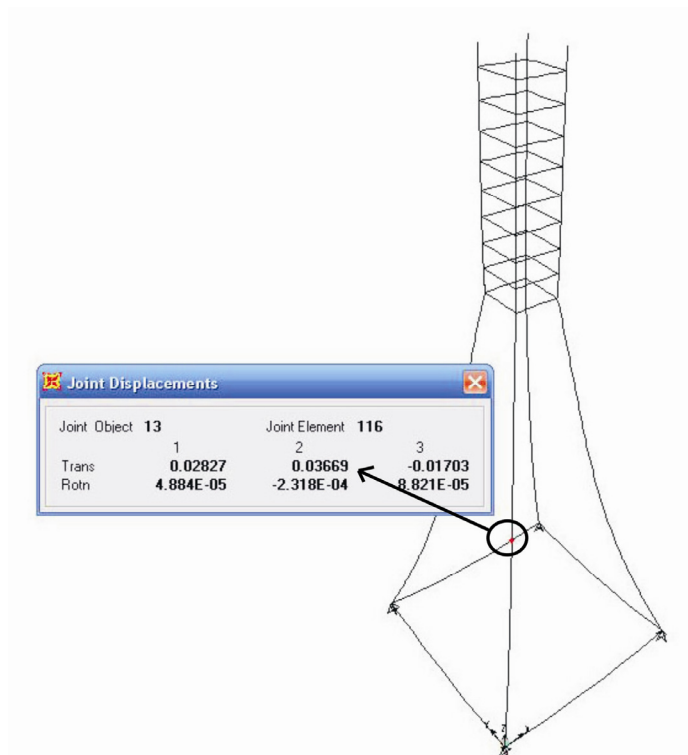 Joint Displacements
Joint Object 13 Joint Element 116
1 2 3
Trans 0.02827 0.03669 -0.01703
Rotn 4.884E-05 -2.318E-04 8.821E-05
Z
Y X